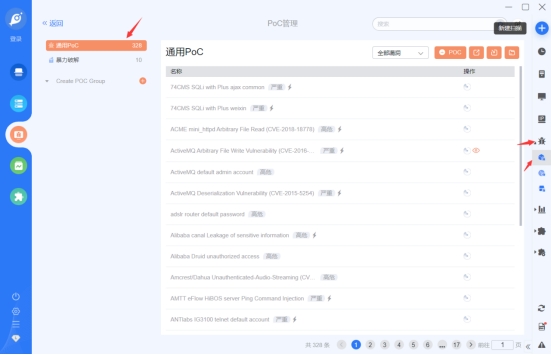 « 返回
PoC管理
搜索
新建扫描
登录
通用PoC 328
暴力破解 10
Create POC Group
通用PoC
全部漏洞
POC
名称 操作
74CMS SQLi with Plus ajax common 严重
74CMS SQLi with Plus weixin 严重
ACME mini_httpd Arbitrary File Read (CVE-2018-18778) 高危
ActiveMQ Arbitrary File Write Vulnerability (CVE-2016-... 严重
ActiveMQ default admin account 高危
ActiveMQ Deserialization Vulnerability (CVE-2015-5254) 严重
adslr router default password 高危
Alibaba canal Leakage of sensitive information 高危
Alibaba Druid unauthorized access 高危
Amcrest/Dahua Unauthenticated-Audio-Streaming (CV... 高危
AMTT eFlow HiBOS server Ping Command Injection 严重
ANTlabs IG3100 telnet default account 严重
共 328 条 1 2 3 4 5 6 ... 17 前往 1 页